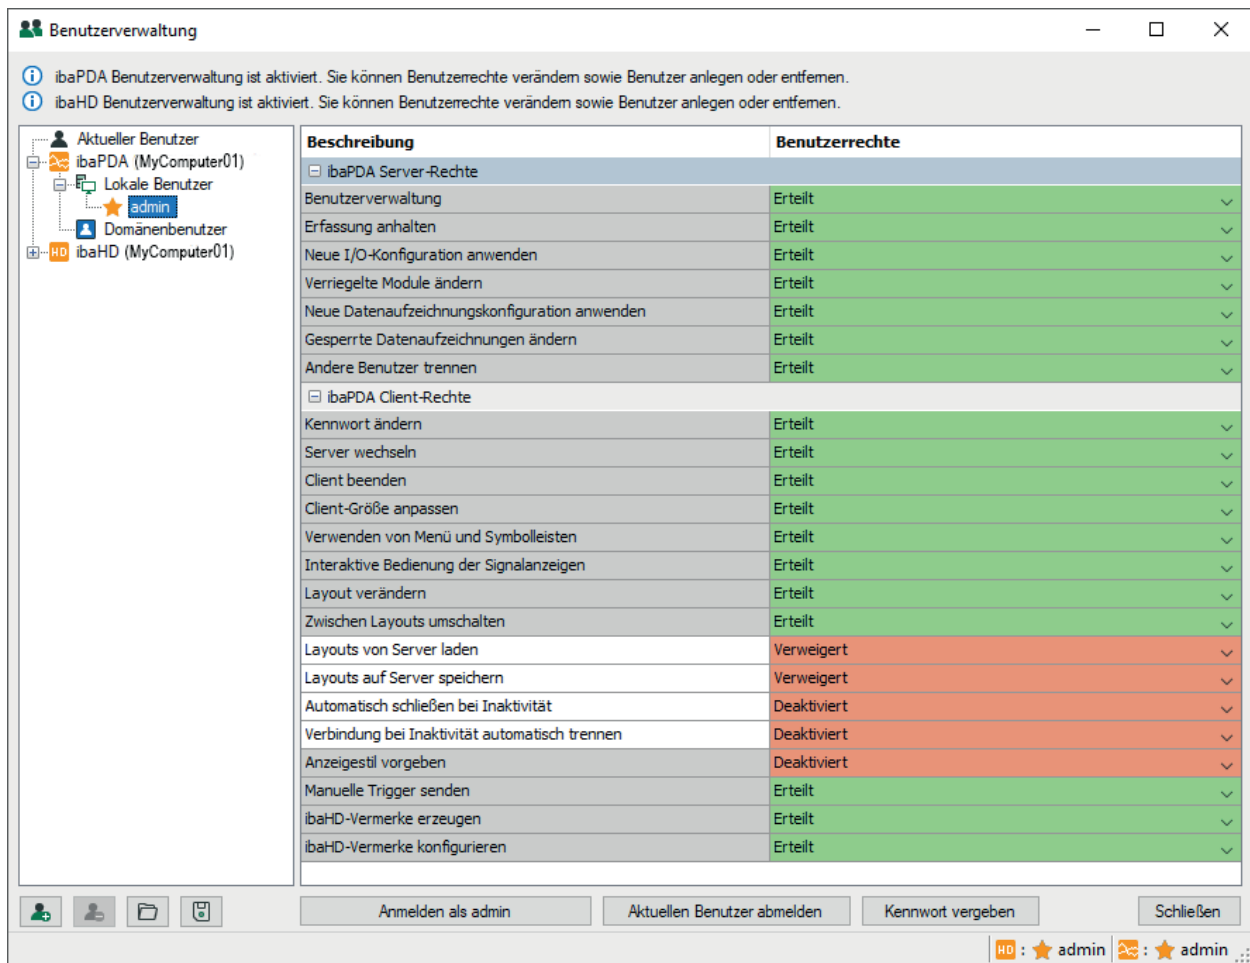 Benutzerverwaltung
ibaPDA Benutzerverwaltung ist aktiviert. Sie können Benutzerrechte verändern sowie Benutzer anlegen oder entfernen.
ibaHD Benutzerverwaltung ist aktiviert. Sie können Benutzerrechte verändern sowie Benutzer anlegen oder entfernen.
Aktueller Benutzer
ibaPDA (MyComputer01)
Lokale Benutzer
admin
Domänenbenutzer
HD ibaHD (MyComputer01)
Beschreibung Benutzerrechte
ibaPDA Server-Rechte
Benutzerverwaltung Erteilt
Erfassung anhalten Erteilt
Neue I/O-Konfiguration anwenden Erteilt
Verriegelte Module ändern Erteilt
Neue Datenaufzeichnungskonfiguration anwenden Erteilt
Gesperrte Datenaufzeichnungen ändern Erteilt
Andere Benutzer trennen Erteilt
ibaPDA Client-Rechte
Kennwort ändern Erteilt
Server wechseln Erteilt
Client beenden Erteilt
Client-Größe anpassen Erteilt
Verwenden von Menü und Symbolleisten Erteilt
Interaktive Bedienung der Signalanzeigen Erteilt
Layout verändern Erteilt
Zwischen Layouts umschalten Erteilt
Layouts von Server laden Verweigert
Layouts auf Server speichern Verweigert
Automatisch schließen bei Inaktivität Deaktiviert
Verbindung bei Inaktivität automatisch trennen Deaktiviert
Anzeigestil vorgeben Deaktiviert
Manuelle Trigger senden Erteilt
ibaHD-Vermerke erzeugen Erteilt
ibaHD-Vermerke konfigurieren Erteilt
Anmelden als admin Aktuellen Benutzer abmelden Kennwort vergeben Schließen
HD : admin : admin